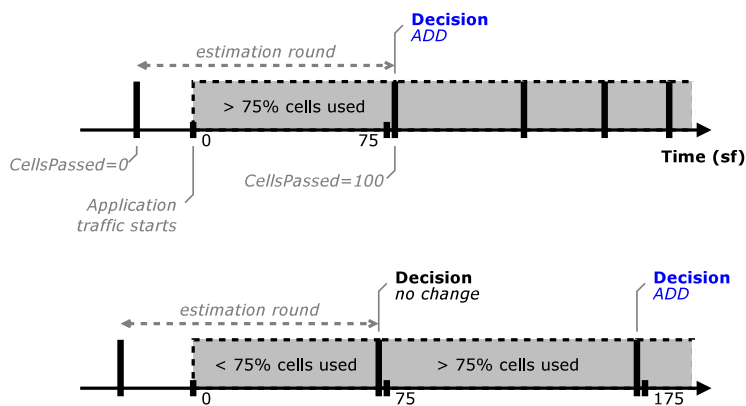 Decision
ADD
estimation round
> 75% cells used
0
75
Time (sf)
CellsPassed=0
CellsPassed=100
Application
traffic starts
Decision
no change
Decision
ADD
estimation round
< 75% cells used
> 75% cells used
0
75
175